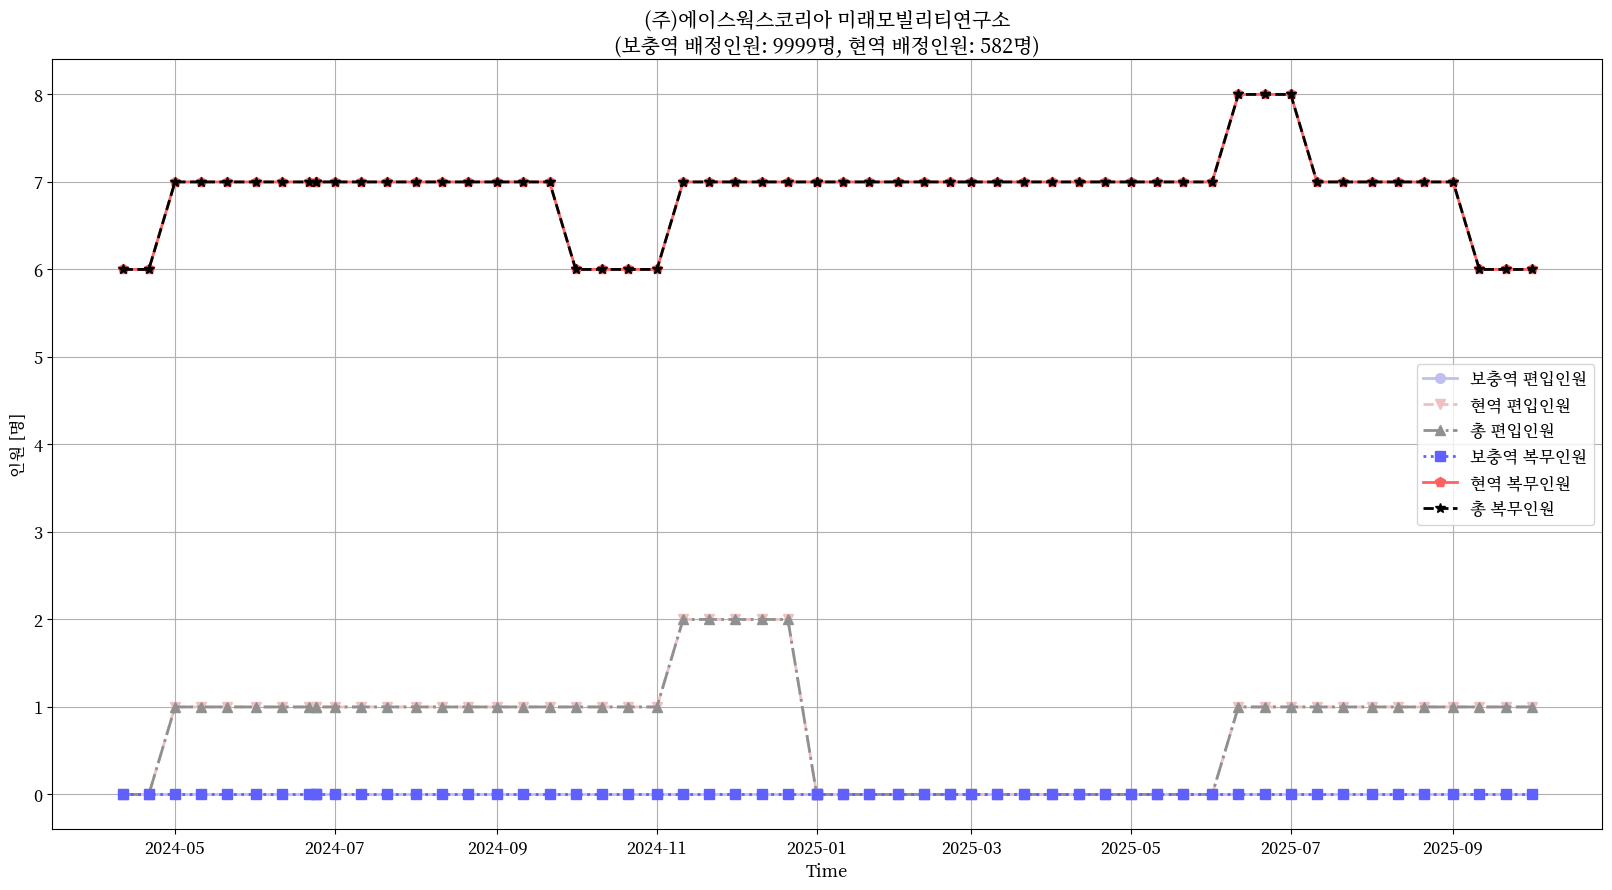 (주)에이스웍스코리아 미래모빌리티연구소
(보충역 배정인원: 9999명, 현역 배정인원: 582명)
8
7
6
5
4
3
2
1
0
인원 [명]
보충역 편입인원
현역 편입인원
총 편입인원
보충역 복무인원
현역 복무인원
총 복무인원
2024-05
2024-07
2024-09
2024-11
2025-01
2025-03
2025-05
2025-07
2025-09
Time